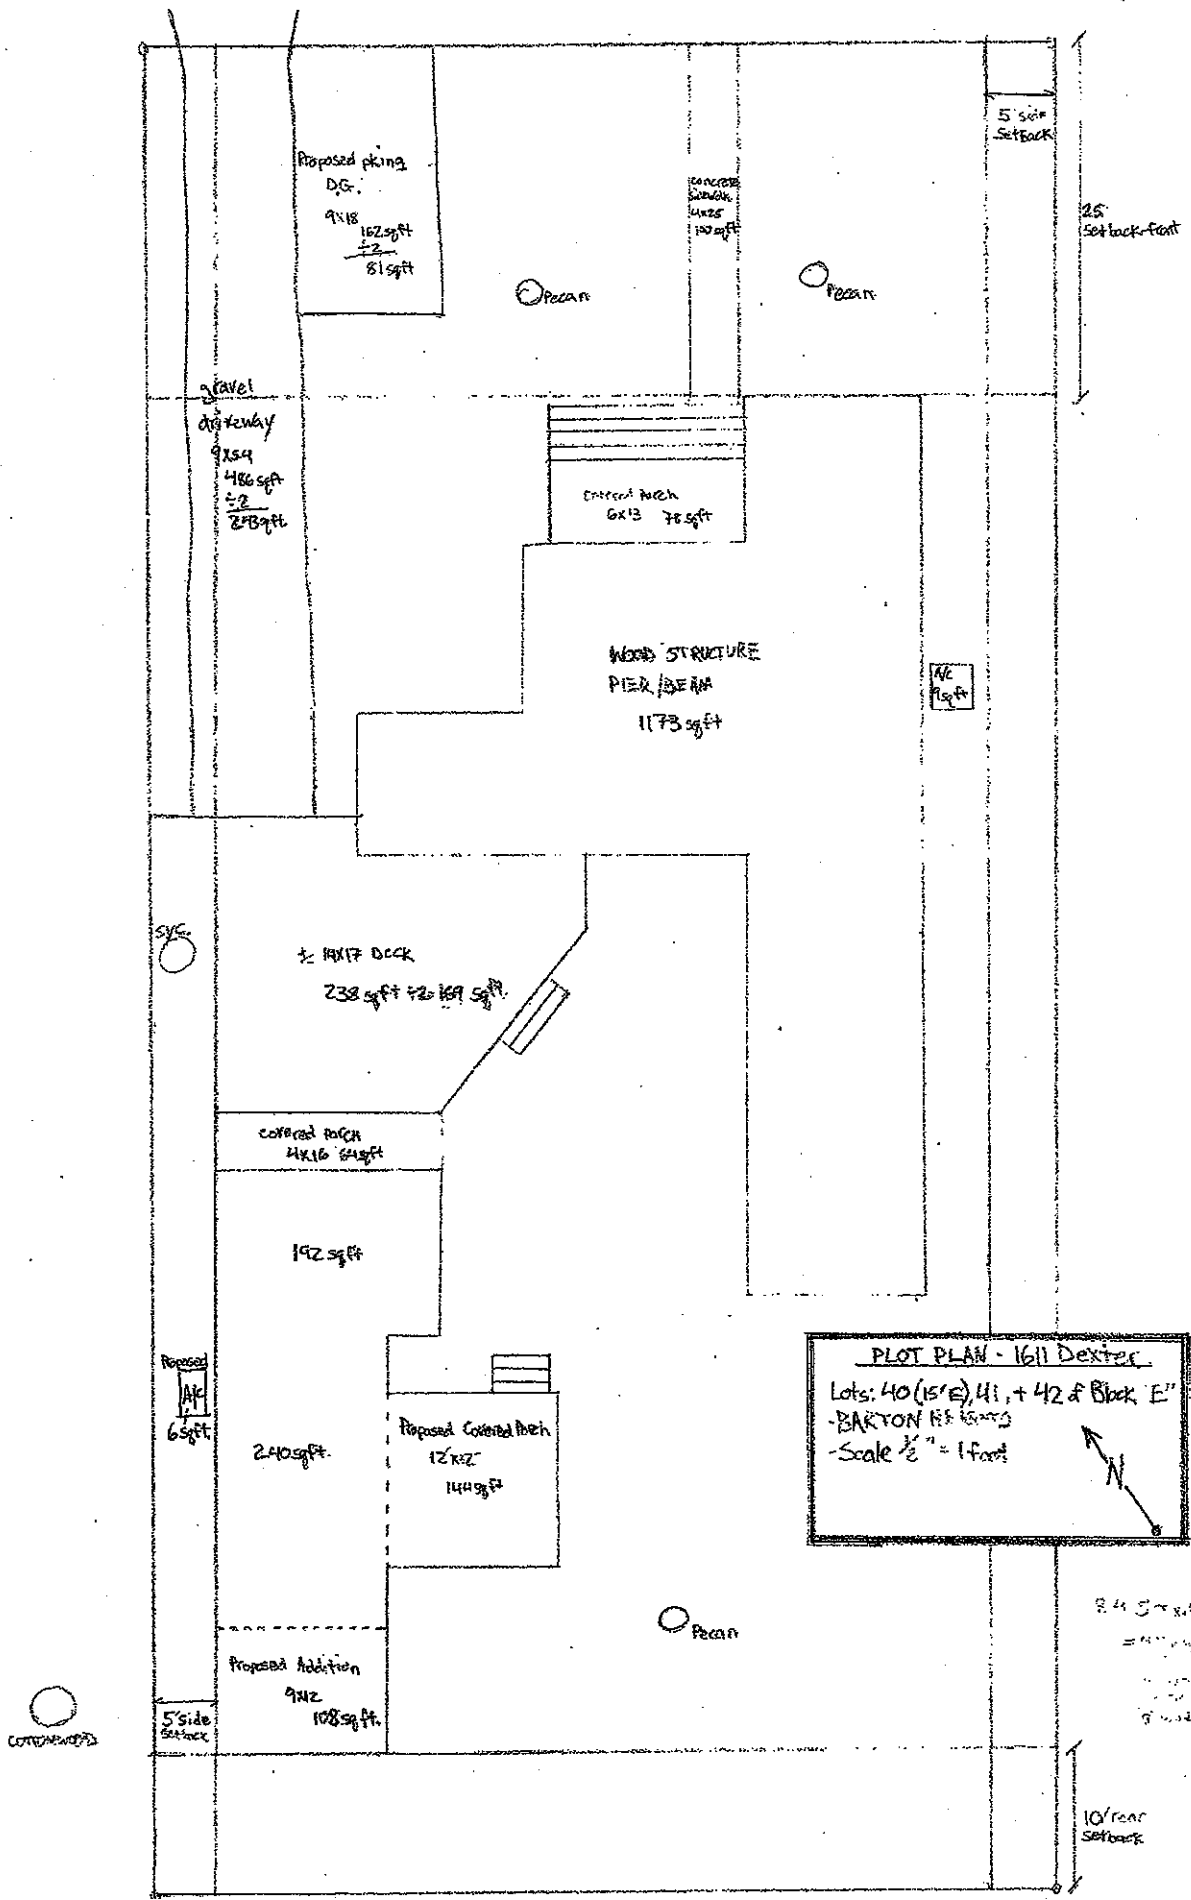 5' side
Setback
25'
Setback-front
Proposed pking
D.G.
9x18
162 sqft
÷2
81 sqft
concrete
sidewalk
4x25
100 sqft
Pecan
Pecan
gravel
driveway
9x54
486 sqft
÷2
243 sqft
Covered Porch
6x13 78 sqft
WOOD STRUCTURE
PIER/BEAM
1173 sqft
A/C
9 sqft
SYC.
± 14x17 DECK
238 sqft ÷2=
covered porch
4x16 64 sqft
192 sqft
Proposed
A/C
6 sqft
240 sqft.
Proposed Covered Porch
12'x12'
144 sqft
PLOT PLAN - 1611 Dexter
Lots: 40 (15'E), 41, + 42 of Block "E"
-BARTON HEIGHTS
-Scale ½" = 1 foot
N
Pecan
Proposed Addition
9x12
108 sqft.
5' side
setback
COTTONWOOD
10' rear
setback